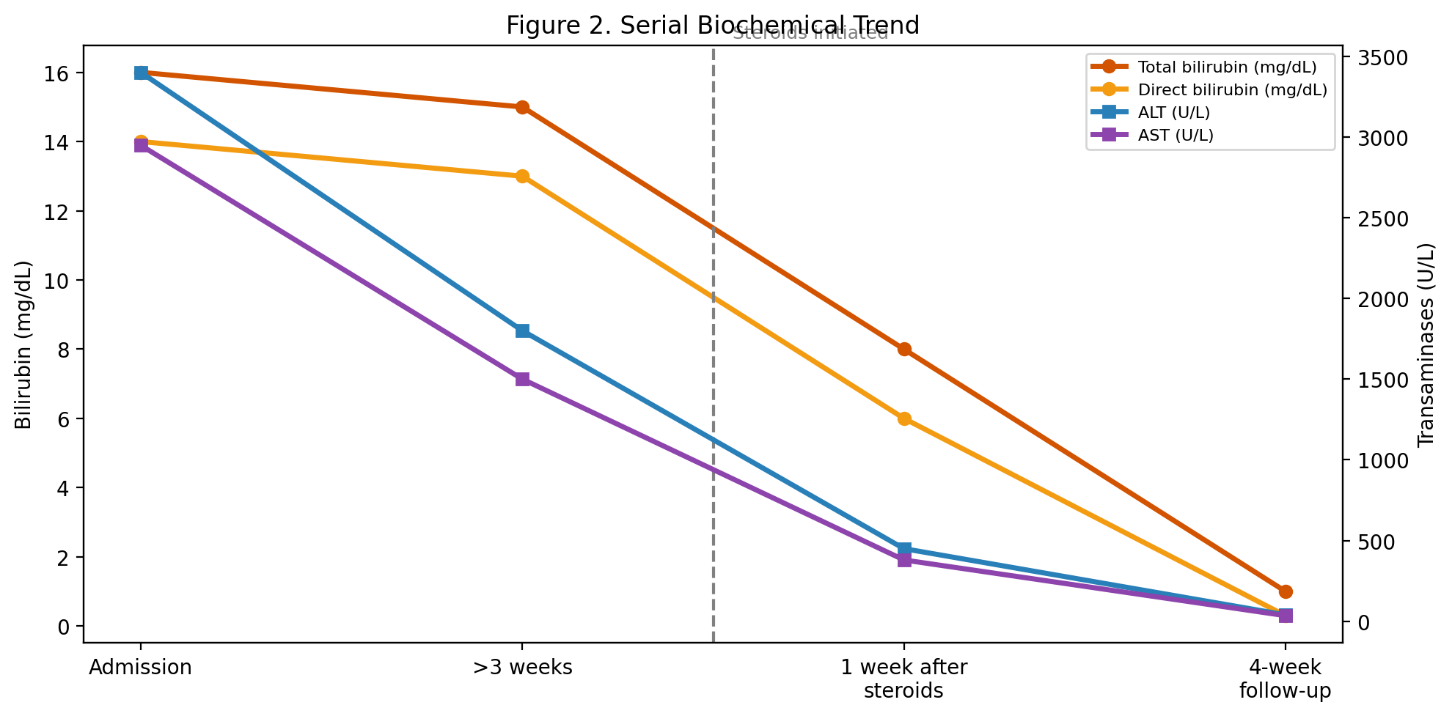 Figure 2. Serial Biochemical Trend
Steroids initiated
Total bilirubin (mg/dL)
Direct bilirubin (mg/dL)
ALT (U/L)
AST (U/L)
Bilirubin (mg/dL)
16
14
12
10
8
6
4
2
0
3500
3000
2500
2000
1500
1000
500
0
Transaminases (U/L)
Admission
>3 weeks
1 week after
steroids
4-week
follow-up